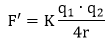 F′ = K (q₁ · q₂)/(4r)